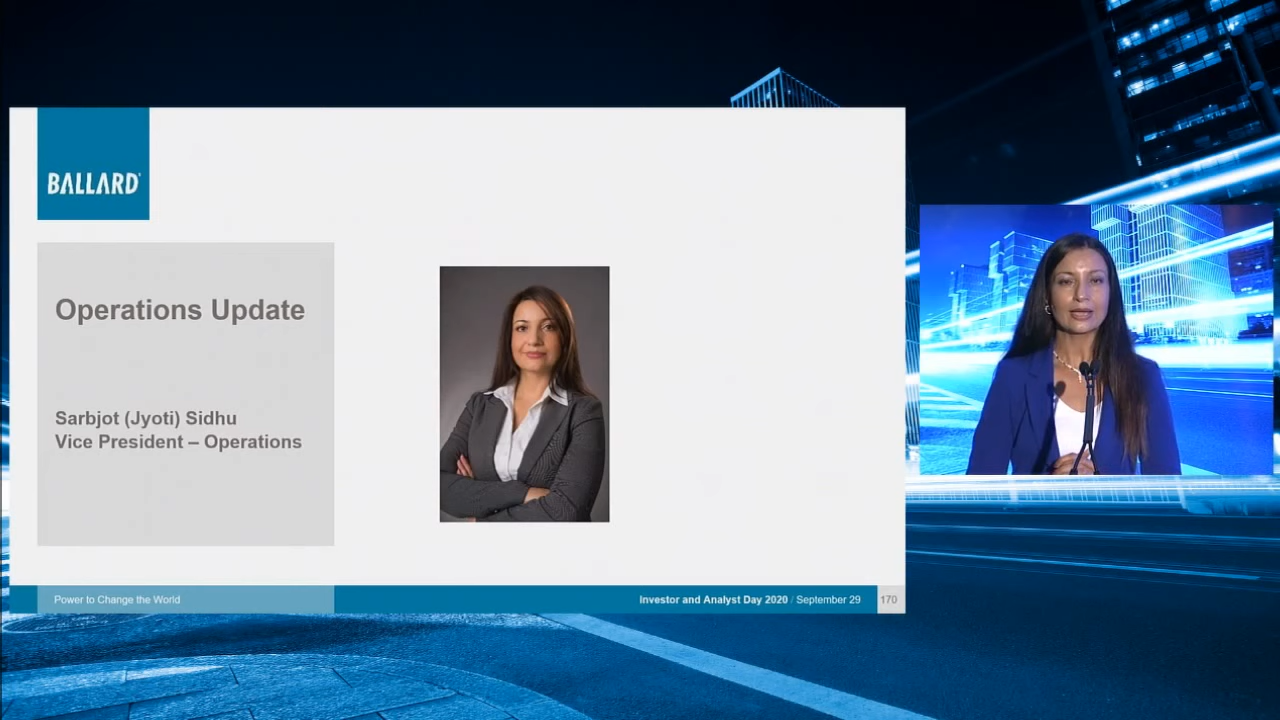 BALLARD
Operations Update
Sarbjot (Jyoti) Sidhu
Vice President – Operations
Power to Change the World
Investor and Analyst Day 2020 / September 29
170